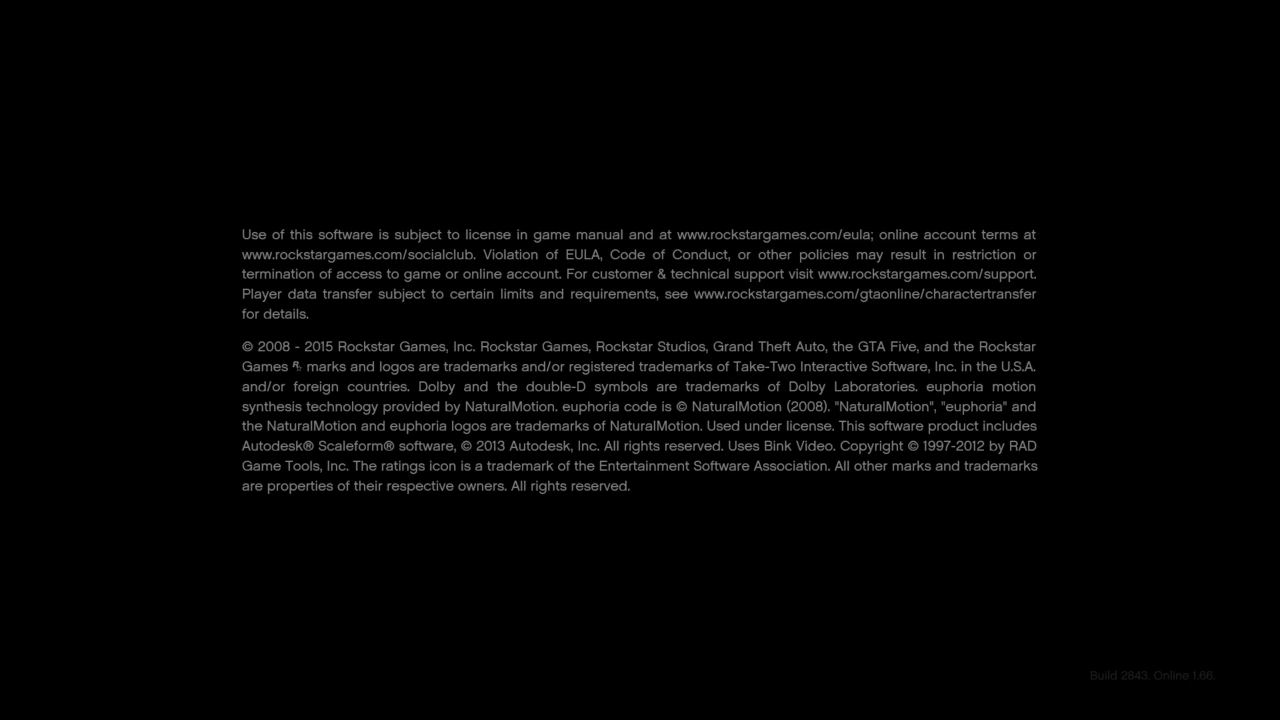 Use of this software is subject to license in game manual and at www.rockstargames.com/eula; online account terms at
www.rockstargames.com/socialclub. Violation of EULA, Code of Conduct, or other policies may result in restriction or
termination of access to game or online account. For customer & technical support visit www.rockstargames.com/support.
Player data transfer subject to certain limits and requirements, see www.rockstargames.com/gtaonline/charactertransfer
for details.
© 2008 - 2015 Rockstar Games, Inc. Rockstar Games, Rockstar Studios, Grand Theft Auto, the GTA Five, and the Rockstar
Games R* marks and logos are trademarks and/or registered trademarks of Take-Two Interactive Software, Inc. in the U.S.A.
and/or foreign countries. Dolby and the double-D symbols are trademarks of Dolby Laboratories. euphoria motion
synthesis technology provided by NaturalMotion. euphoria code is © NaturalMotion (2008). "NaturalMotion", "euphoria" and
the NaturalMotion and euphoria logos are trademarks of NaturalMotion. Used under license. This software product includes
Autodesk® Scaleform® software, © 2013 Autodesk, Inc. All rights reserved. Uses Bink Video. Copyright © 1997-2012 by RAD
Game Tools, Inc. The ratings icon is a trademark of the Entertainment Software Association. All other marks and trademarks
are properties of their respective owners. All rights reserved.
Build 2843. Online 1.66.